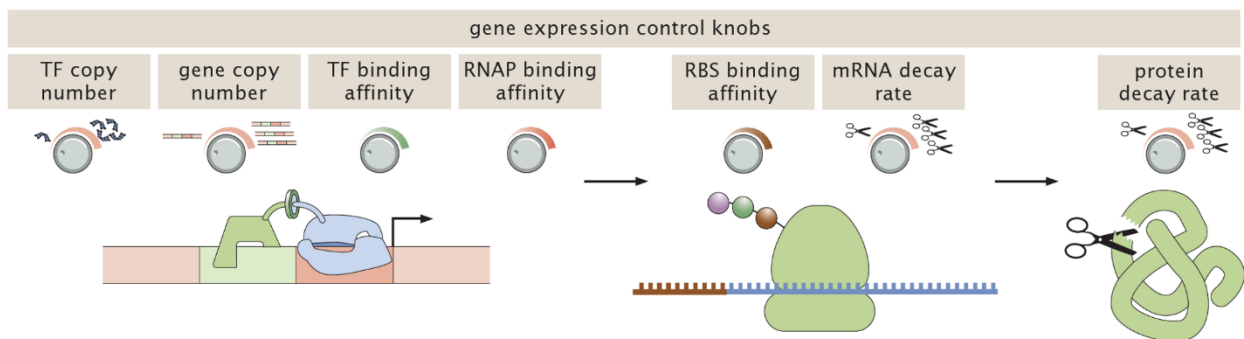 gene expression control knobs
TF copy
number
gene copy
number
TF binding
affinity
RNAP binding
affinity
RBS binding
affinity
mRNA decay
rate
protein
decay rate